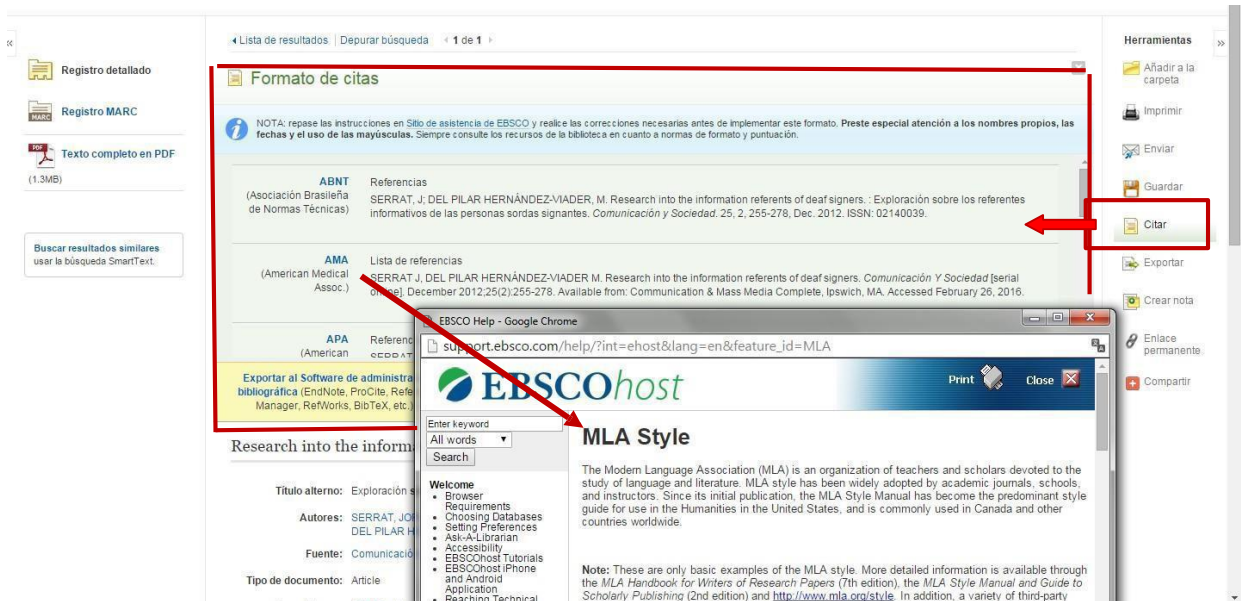 Lista de resultados | Depurar búsqueda 1 de 1
Registro detallado
Registro MARC
MARC
PDF
Texto completo en PDF
(1.3MB)
Buscar resultados similares
usar la búsqueda SmartText.
Formato de citas
NOTA: repase las instrucciones en Sitio de asistencia de EBSCO y realice las correcciones necesarias antes de implementar este formato. Preste especial atención a los nombres propios, las
fechas y el uso de las mayúsculas. Siempre consulte los recursos de la biblioteca en cuanto a normas de formato y puntuación.
ABNT
(Asociación Brasileña
de Normas Técnicas)
Referencias
SERRAT, J; DEL PILAR HERNÁNDEZ-VIADER, M. Research into the information referents of deaf signers. : Exploración sobre los referentes
informativos de las personas sordas signantes. Comunicación y Sociedad. 25, 2, 255-278, Dec. 2012. ISSN: 02140039.
AMA
(American Medical
Assoc.)
Lista de referencias
SERRAT J, DEL PILAR HERNÁNDEZ-VIADER M. Research into the information referents of deaf signers. Comunicación Y Sociedad [serial
online]. December 2012;25(2):255-278. Available from: Communication & Mass Media Complete, Ipswich, MA. Accessed February 26, 2016.
APA
(American
Referenc
SERRAT
Exportar al Software de administra
bibliográfica (EndNote, ProCite, Refe
Manager, RefWorks, BibTeX, etc.)
Research into the inform
Título alterno: Exploración s
Autores: SERRAT, JO
DEL PILAR H
Fuente: Comunicació
Tipo de documento: Article
EBSCO Help - Google Chrome
support.ebsco.com/help/?int=ehost&lang=en&feature_id=MLA
EBSCOhost
Print
Close
Enter keyword
All words
Search
Welcome
Browser
Requirements
Choosing Databases
Setting Preferences
Ask-A-Librarian
Accessibility
EBSCOhost Tutorials
EBSCOhost iPhone
and Android
Application
Reaching Technical
MLA Style
The Modern Language Association (MLA) is an organization of teachers and scholars devoted to the
study of language and literature. MLA style has been widely adopted by academic journals, schools,
and instructors. Since its initial publication, the MLA Style Manual has become the predominant style
guide for use in the Humanities in the United States, and is commonly used in Canada and other
countries worldwide.
Note: These are only basic examples of the MLA style. More detailed information is available through
the MLA Handbook for Writers of Research Papers (7th edition), the MLA Style Manual and Guide to
Scholarly Publishing (2nd edition) and http://www.mla.org/style. In addition, a variety of third-party
Herramientas
Añadir a la
carpeta
Imprimir
Enviar
Guardar
Citar
Exportar
Crear nota
Enlace
permanente
Compartir